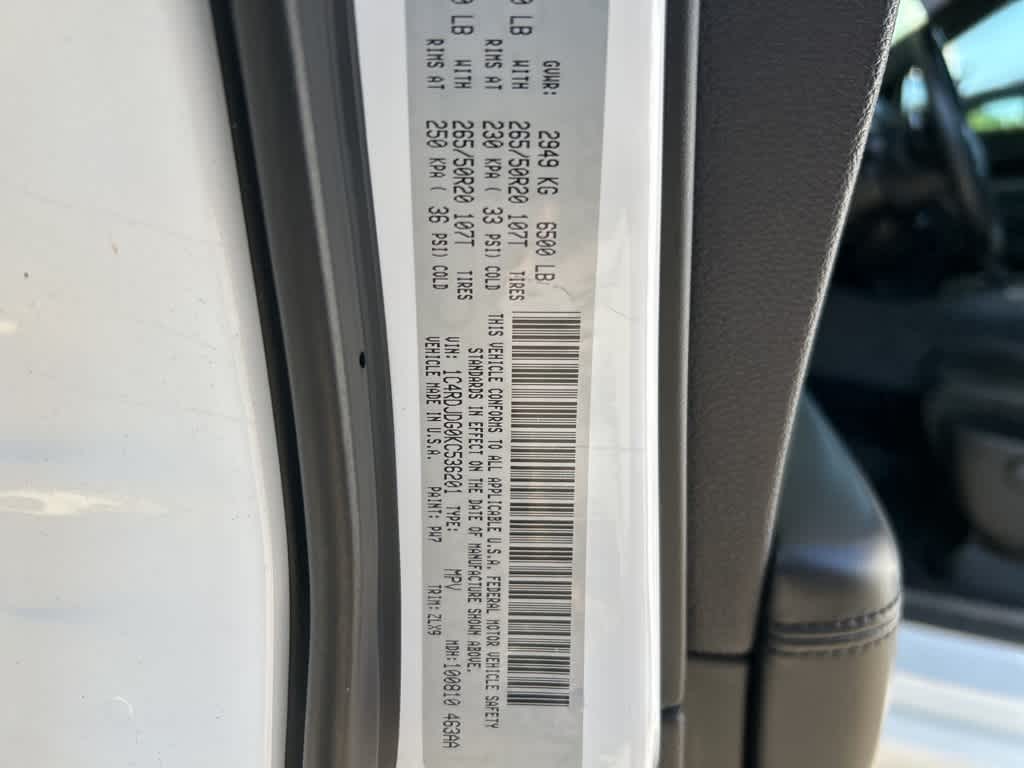 GVWR: 2949 KG 6500 LB
0 LB WITH 265/50R20 107T TIRES
RIMS AT 230 KPA ( 33 PSI) COLD
0 LB WITH 265/50R20 107T TIRES
RIMS AT 250 KPA ( 36 PSI) COLD
THIS VEHICLE CONFORMS TO ALL APPLICABLE U.S.A. FEDERAL MOTOR VEHICLE SAFETY
STANDARDS IN EFFECT ON THE DATE OF MANUFACTURE SHOWN ABOVE.
VIN: 1C4RDJDG0KC536201 TYPE: MPV MDH:100810 463AA
VEHICLE MADE IN U.S.A. PAINT: PW7 TRIM:ZLX9